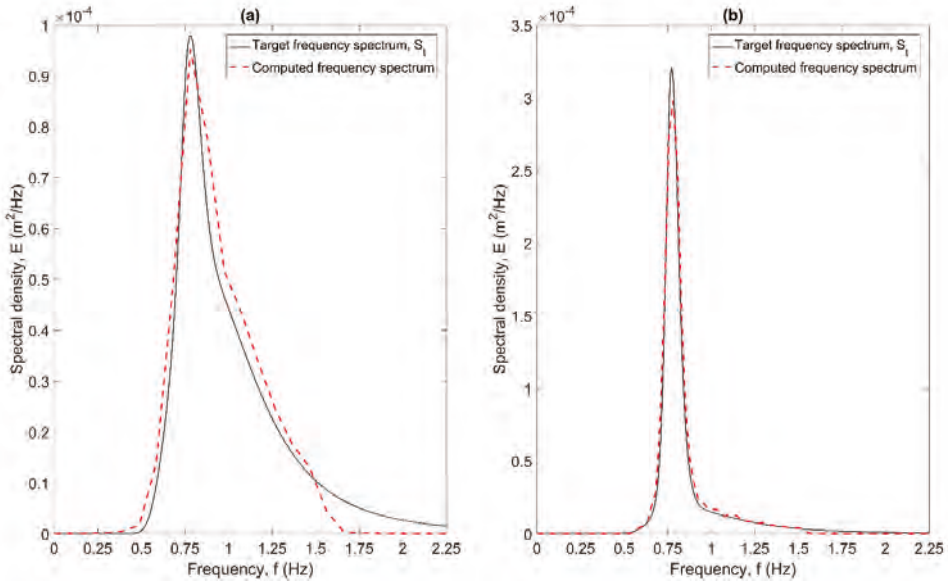 (a)
×10⁻⁴
Target frequency spectrum, Sₜ
Computed frequency spectrum
1
0.9
0.8
0.7
0.6
0.5
0.4
0.3
0.2
0.1
0
Spectral density, E (m²/Hz)
0 0.25 0.5 0.75 1 1.25 1.5 1.75 2 2.25
Frequency, f (Hz)
(b)
×10⁻⁴
Target frequency spectrum, Sₜ
Computed frequency spectrum
3.5
3
2.5
2
1.5
1
0.5
0
Spectral density, E (m²/Hz)
0 0.25 0.5 0.75 1 1.25 1.5 1.75 2 2.25
Frequency, f (Hz)